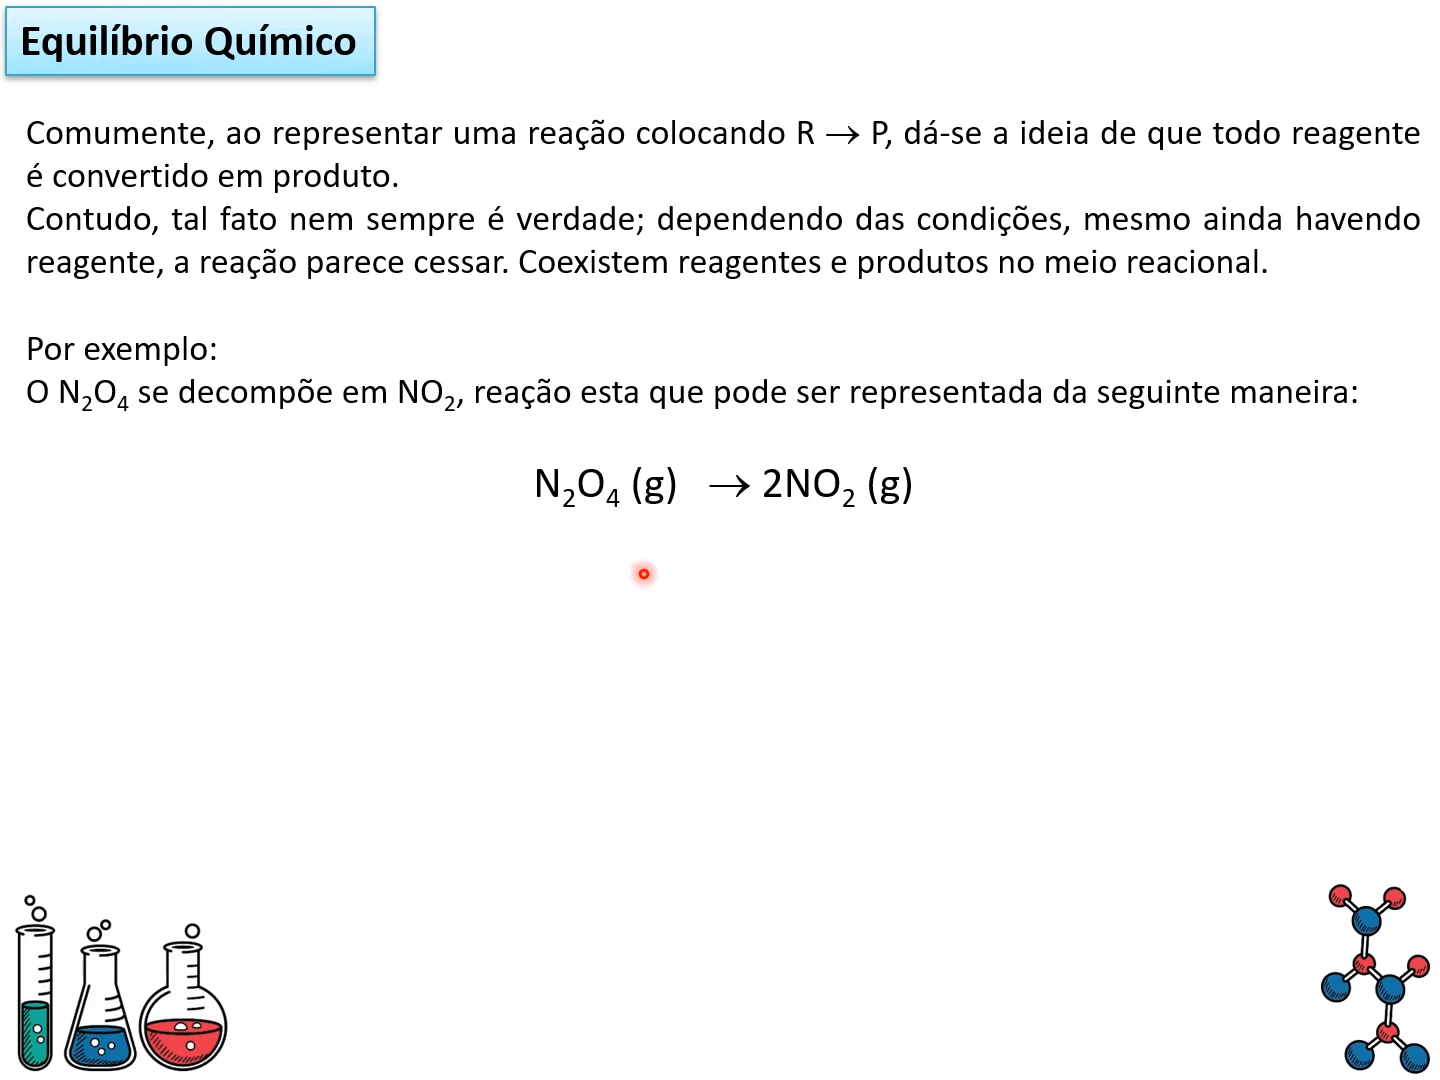 Equilíbrio Químico
Comumente, ao representar uma reação colocando R → P, dá-se a ideia de que todo reagente
é convertido em produto.
Contudo, tal fato nem sempre é verdade; dependendo das condições, mesmo ainda havendo
reagente, a reação parece cessar. Coexistem reagentes e produtos no meio reacional.
Por exemplo:
O N₂O₄ se decompõe em NO₂, reação esta que pode ser representada da seguinte maneira:
N₂O₄ (g) → 2NO₂ (g)